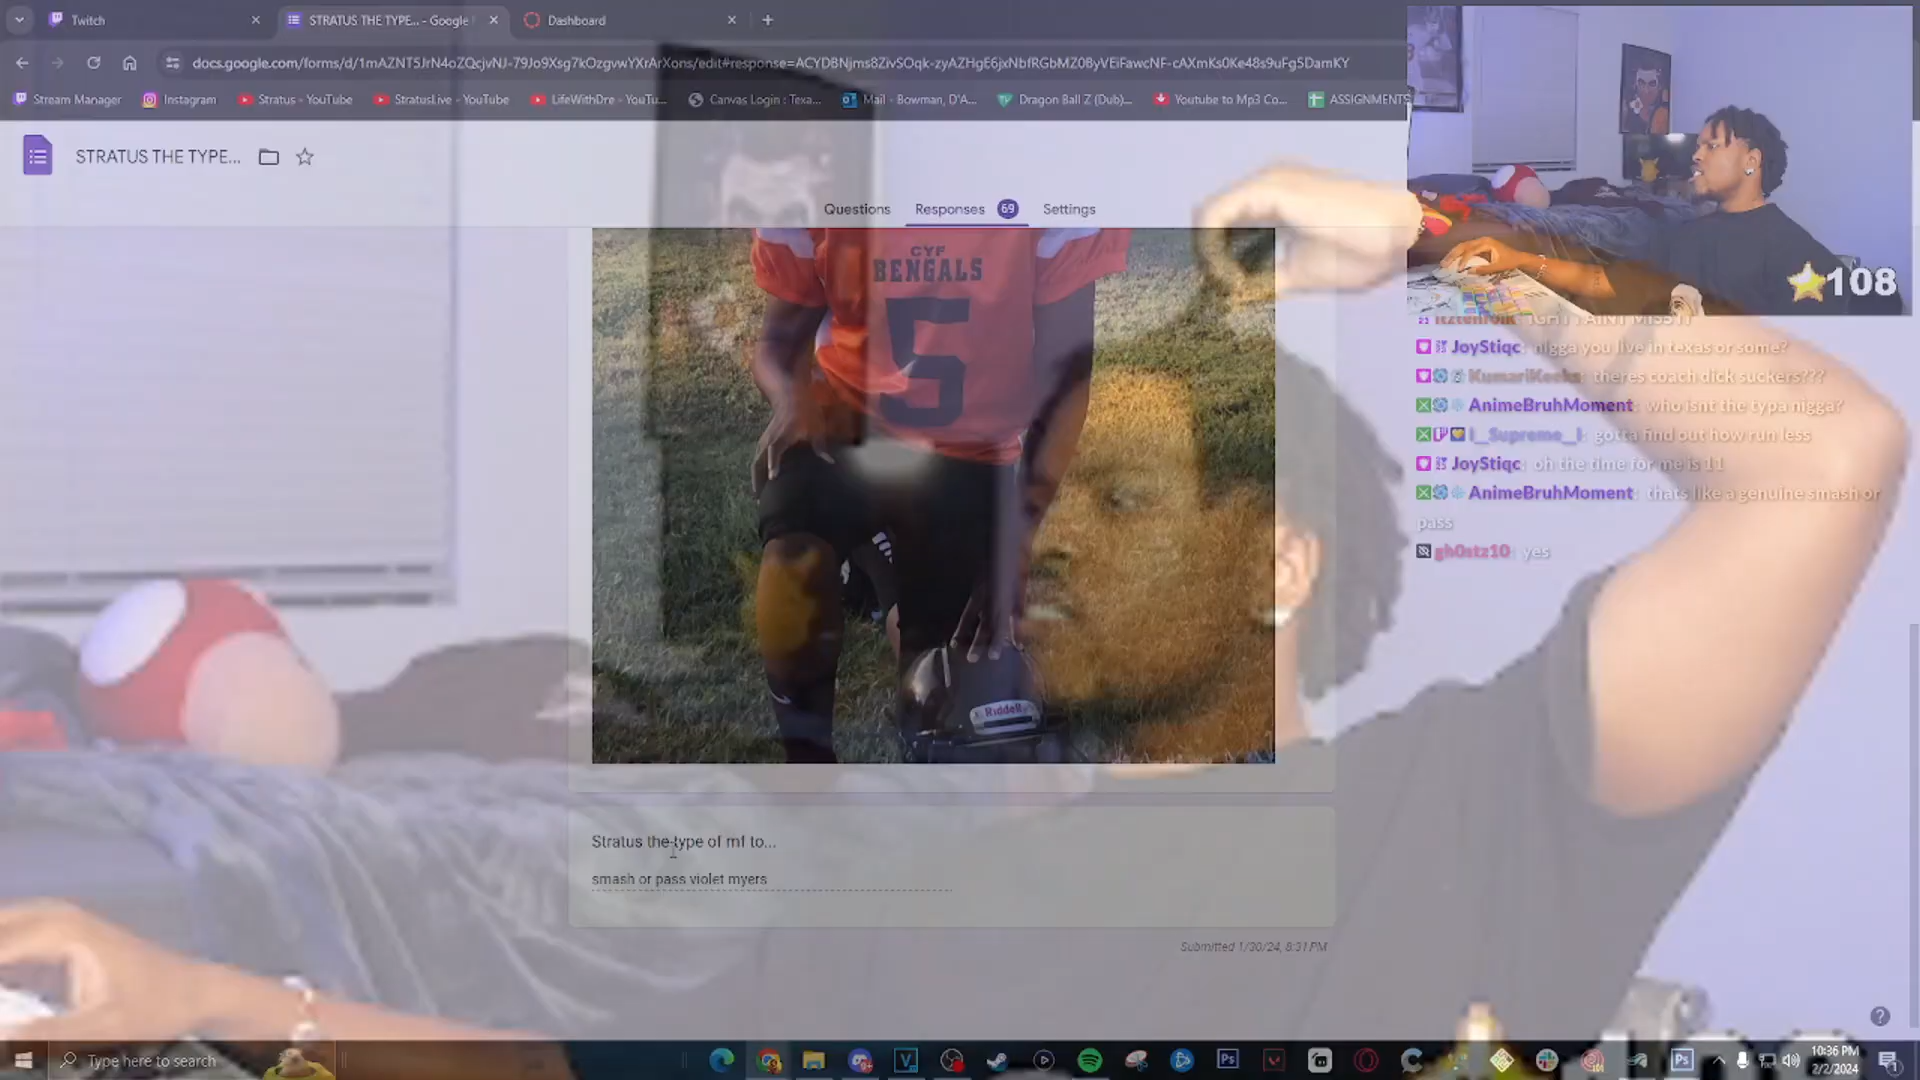 Twitch
STRATUS THE TYPE... - Google
Dashboard
docs.google.com/forms/d/1mAZNT5JrN4oZQcjvNJ-79Jo9Xsg7kOzgvwYXrArXons/edit#response=ACYDBNjms8ZivSOqk-zyAZHgE6jxNbfRGbMZ08yVEiFawcNF-cAXmKs0Ke48s9uFg5DamKY
Stream Manager
Instagram
Stratus - YouTube
StratusLive - YouTube
LifeWithDre - YouTu...
Canvas Login : Texa...
Mail - Bowman, D'A...
Dragon Ball Z (Dub)...
Youtube to Mp3 Co...
ASSIGNMENTS
STRATUS THE TYPE...
Questions
Responses 69
Settings
108
CYF
BENGALS
5
Riddell
JoyStiqc: nigga you live in texas or some?
theres coach dick suckers???
AnimeBruhMoment: who isnt the typa nigga?
l__Supreme__l: gotta find out how run less
JoyStiqc: oh the time for me is 11
AnimeBruhMoment: thats like a genuine smash or
pass
gh0stz10: yes
Stratus the type of mf to...
smash or pass violet myers
Submitted 1/30/24, 8:31 PM
Type here to search
10:36 PM
2/2/2024